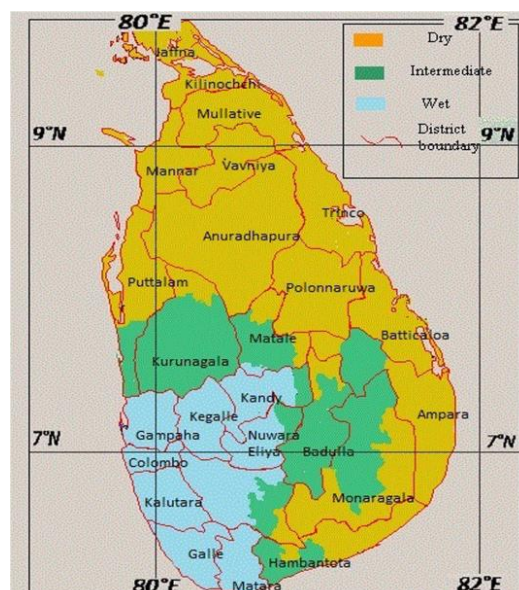 80°E
82°E
Dry
Intermediate
Wet
District
boundary
Jaffna
Kilinochchi
Mullative
9°N
9°N
Mannar
Vavniya
Trinco
Anuradhapura
Puttalam
Polonnaruwa
Matale
Batticaloa
Kurunagala
Kandy
Kegalle
Ampara
Gampaha
Nuwara
Eliya
Badulla
7°N
7°N
Colombo
Monaragala
Kalutara
Galle
Hambantota
Matara
80°E
82°E